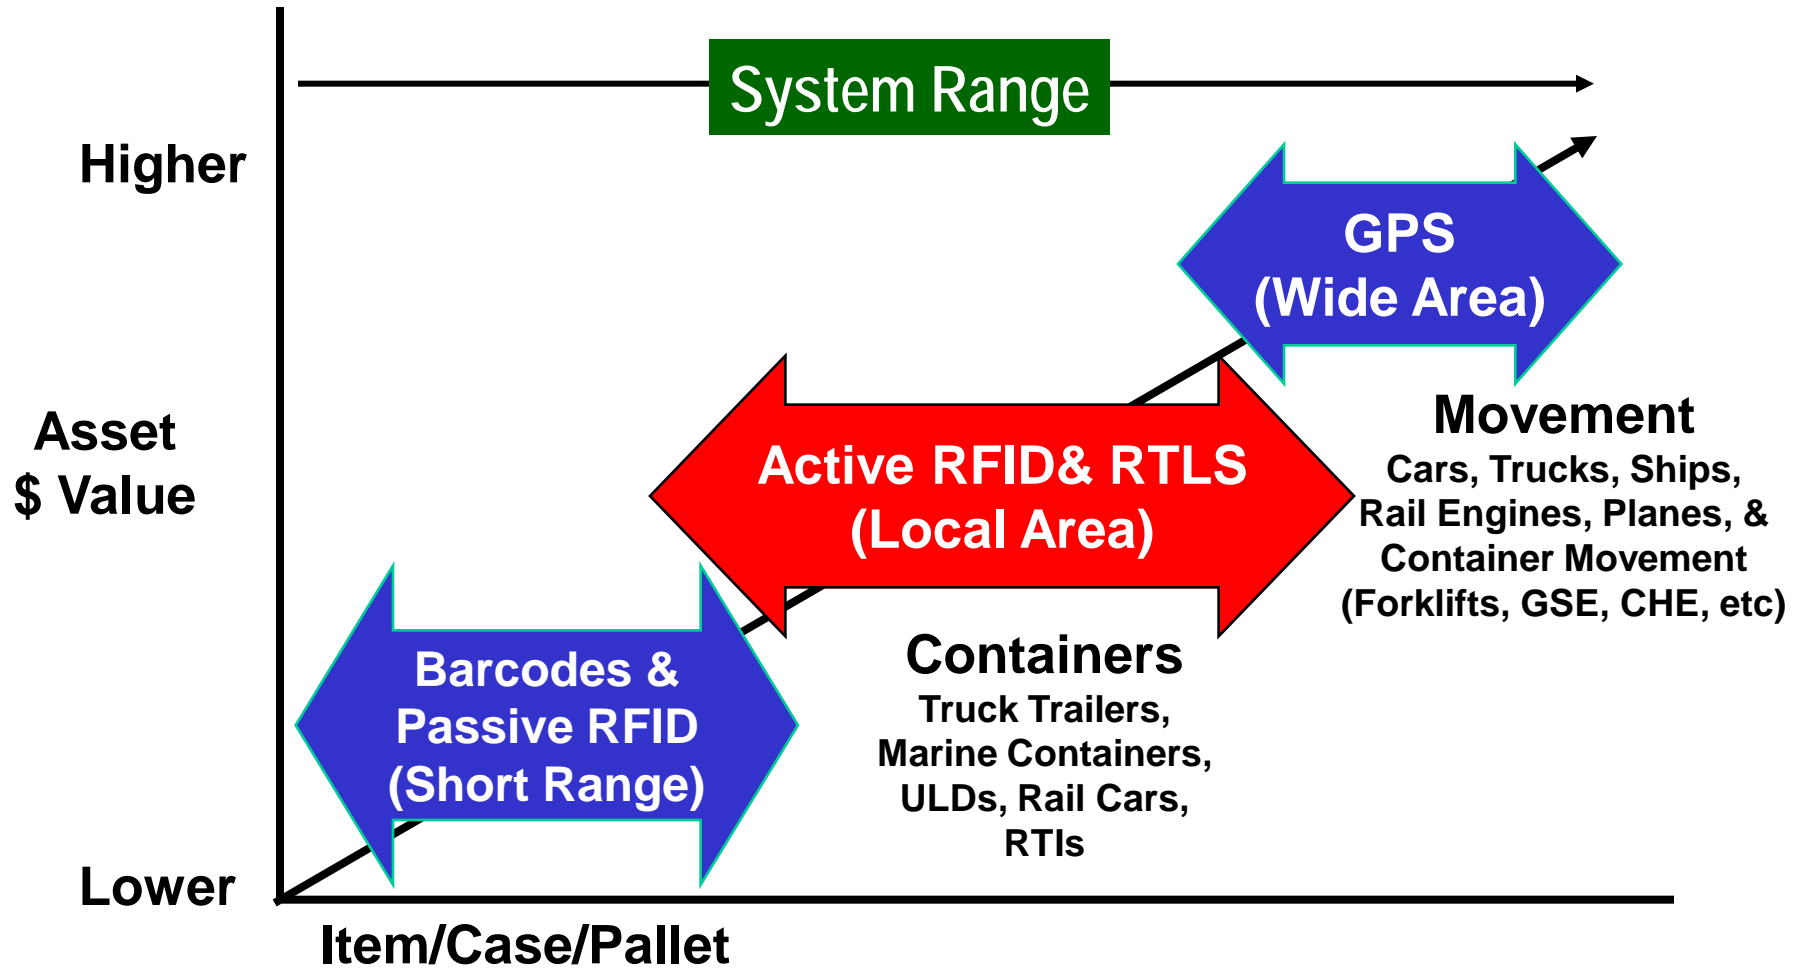 System Range
Higher
GPS
(Wide Area)
Asset
$ Value
Movement
Cars, Trucks, Ships,
Rail Engines, Planes, &
Container Movement
(Forklifts, GSE, CHE, etc)
Active RFID& RTLS
(Local Area)
Containers
Truck Trailers,
Marine Containers,
ULDs, Rail Cars,
RTIs
Barcodes &
Passive RFID
(Short Range)
Lower
Item/Case/Pallet